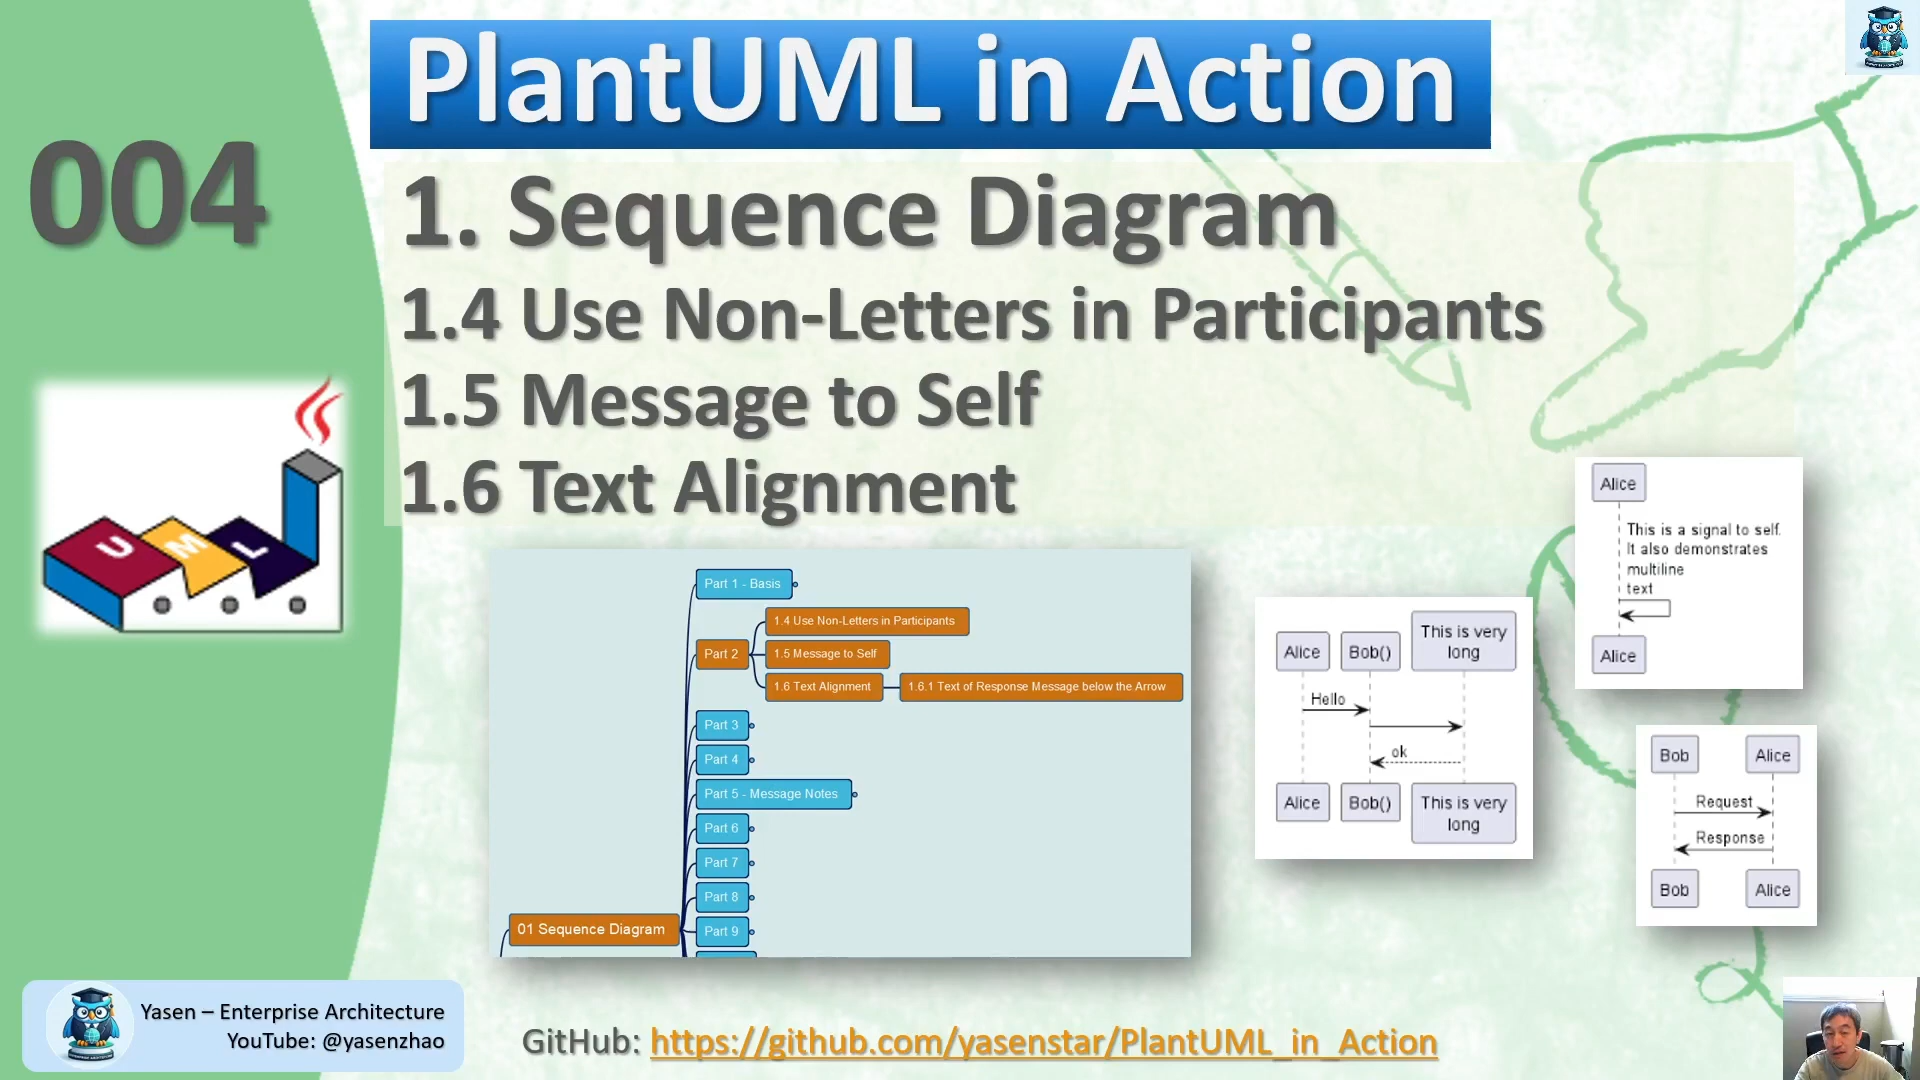 PlantUML in Action
004
1. Sequence Diagram
1.4 Use Non-Letters in Participants
1.5 Message to Self
1.6 Text Alignment
U M L
Part 1 - Basis
Part 2
1.4 Use Non-Letters in Participants
1.5 Message to Self
1.6 Text Alignment
1.6.1 Text of Response Message below the Arrow
Part 3
Part 4
Part 5 - Message Notes
Part 6
Part 7
Part 8
Part 9
01 Sequence Diagram
Alice
Bob()
This is very
long
Hello
ok
Alice
Bob()
This is very
long
Alice
This is a signal to self.
It also demonstrates
multiline
text
Alice
Bob
Alice
Request
Response
Bob
Alice
Yasen – Enterprise Architecture
YouTube: @yasenzhao
GitHub: https://github.com/yasenstar/PlantUML_in_Action